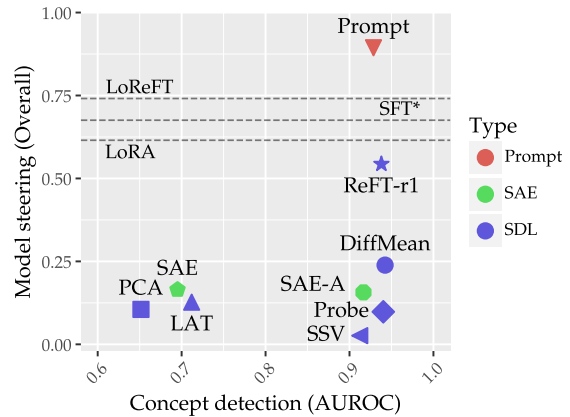 1.00
0.75
0.50
0.25
0.00
Model steering (Overall)
Prompt
LoReFT
SFT*
LoRA
ReFT-r1
DiffMean
SAE
SAE-A
PCA
Probe
LAT
SSV
0.6
0.7
0.8
0.9
1.0
Concept detection (AUROC)
Type
Prompt
SAE
SDL